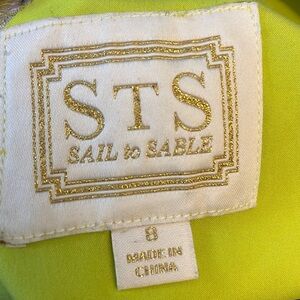 STS
SAIL to SABLE
8
MADE IN
CHINA